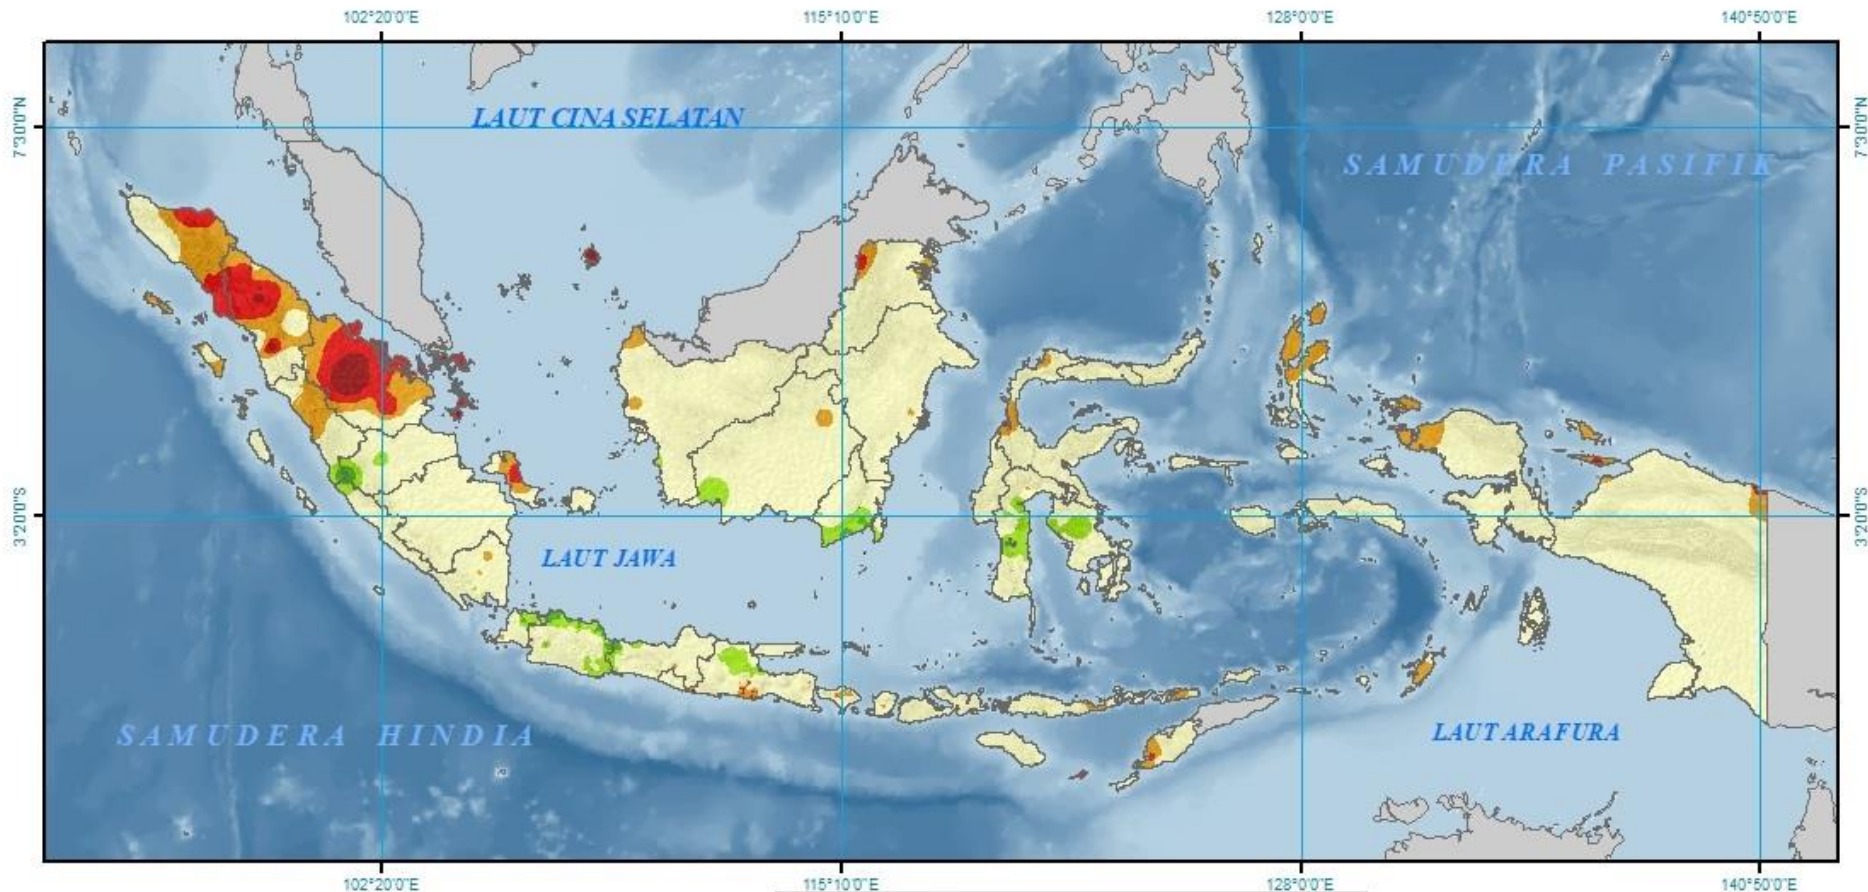 102°20'0"E 115°10'0"E 128°0'0"E 140°50'0"E
7°30'0"N
7°30'0"N
LAUT CINA SELATAN
SAMUDERA PASIFIK
3°20'0"S
3°20'0"S
LAUT JAWA
SAMUDERA HINDIA
LAUT ARAFURA
102°20'0"E 115°10'0"E 128°0'0"E 140°50'0"E